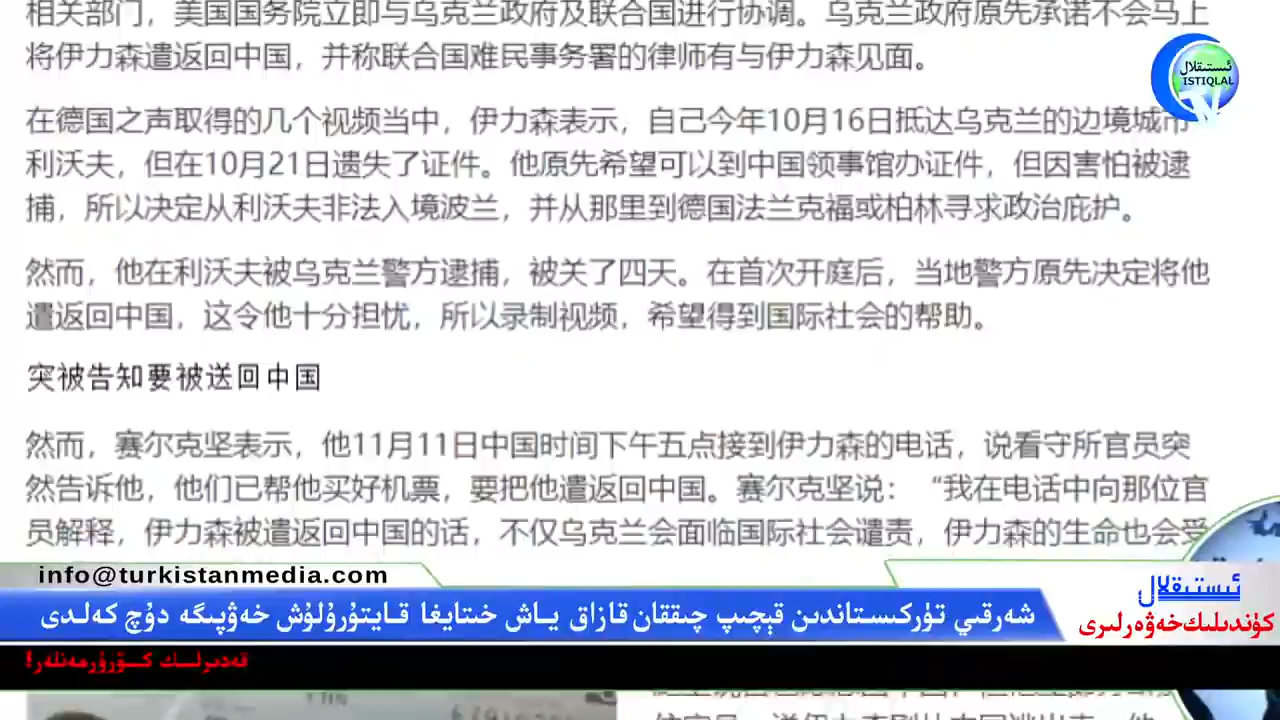 相关部门，美国国务院立即与乌克兰政府及联合国进行协调。乌克兰政府原先承诺不会马上
将伊力森遣返回中国，并称联合国难民事务署的律师有与伊力森见面。
ئىستىقلال
ISTIQLAL
TV
在德国之声取得的几个视频当中，伊力森表示，自己今年10月16日抵达乌克兰的边境城市
利沃夫，但在10月21日遗失了证件。他原先希望可以到中国领事馆办证件，但因害怕被逮
捕，所以决定从利沃夫非法入境波兰，并从那里到德国法兰克福或柏林寻求政治庇护。
然而，他在利沃夫被乌克兰警方逮捕，被关了四天。在首次开庭后，当地警方原先决定将他
遣返回中国，这令他十分担忧，所以录制视频，希望得到国际社会的帮助。
突被告知要被送回中国
然而，赛尔克坚表示，他11月11日中国时间下午五点接到伊力森的电话，说看守所官员突
然告诉他，他们已帮他买好机票，要把他遣返回中国。赛尔克坚说：“我在电话中向那位官
员解释，伊力森被遣返回中国的话，不仅乌克兰会面临国际社会谴责，伊力森的生命也会受
info@turkistanmedia.com
ئىستىقلال
شەرقىي تۈركىستاندىن قېچىپ چىققان قازاق ياش خىتايغا قايتۇرۇلۇش خەۋپىگە دۇچ كەلدى
كۈندىلىك خەۋەرلىرى
قەدىرلىك كۆرۈرمەنلەر!